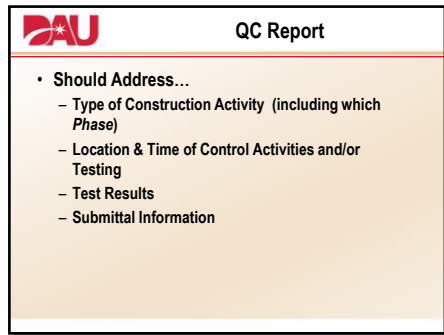 DAU
QC Report
• Should Address…
– Type of Construction Activity (including which
Phase)
– Location & Time of Control Activities and/or
Testing
– Test Results
– Submittal Information